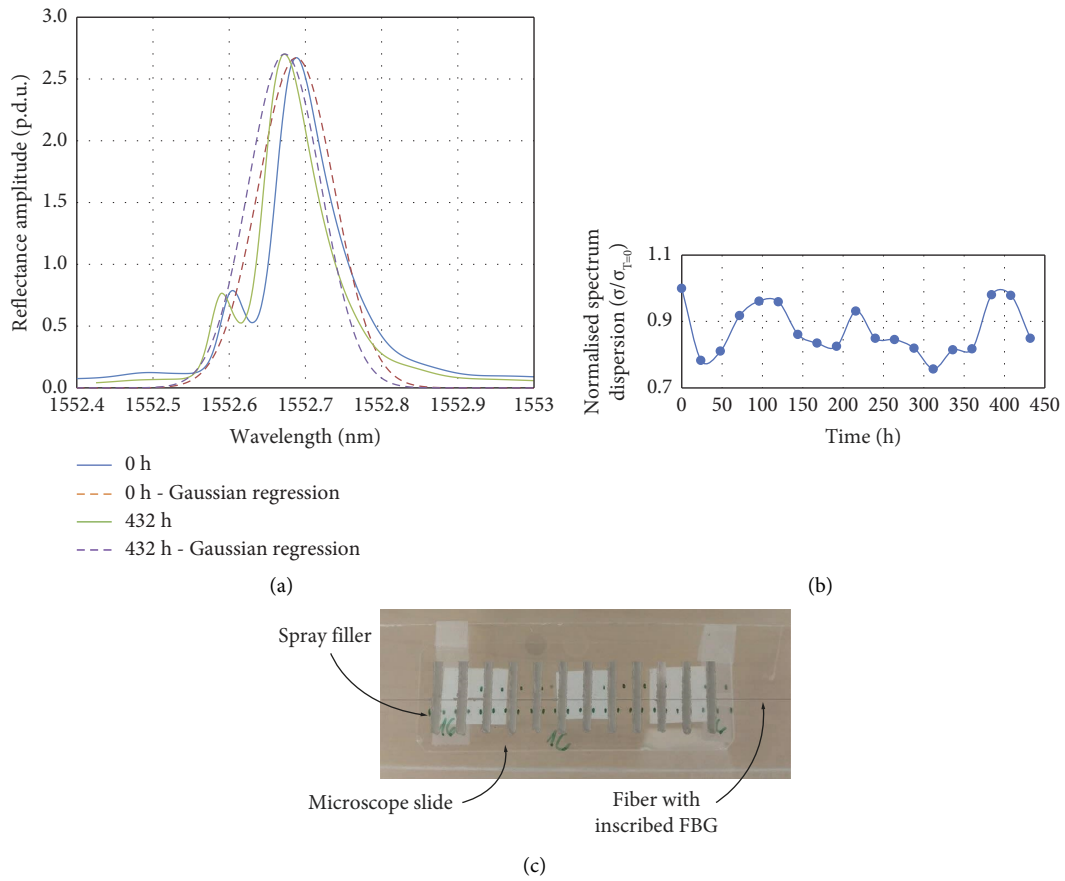 3.0
2.5
2.0
1.5
1.0
0.5
0.0
Reflectance amplitude (p.d.u.)
1552.4 1552.5 1552.6 1552.7 1552.8 1552.9 1553
Wavelength (nm)
0 h
0 h - Gaussian regression
432 h
432 h - Gaussian regression
(a)
1.1
0.9
0.7
Normalised spectrum
dispersion (σ/σT=0)
0 50 100 150 200 250 300 350 400 450
Time (h)
(b)
Spray filler
Microscope slide
Fiber with
inscribed FBG
(c)